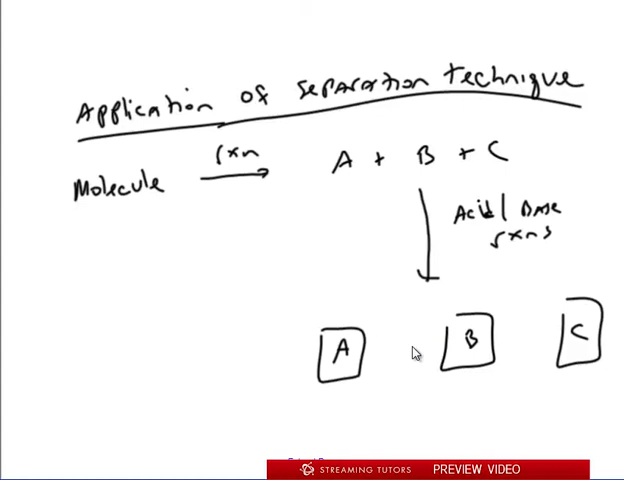 Application of separation technique
Molecule rxn A + B + C
Acid / Base
rxns
A B C
STREAMING TUTORS PREVIEW VIDEO